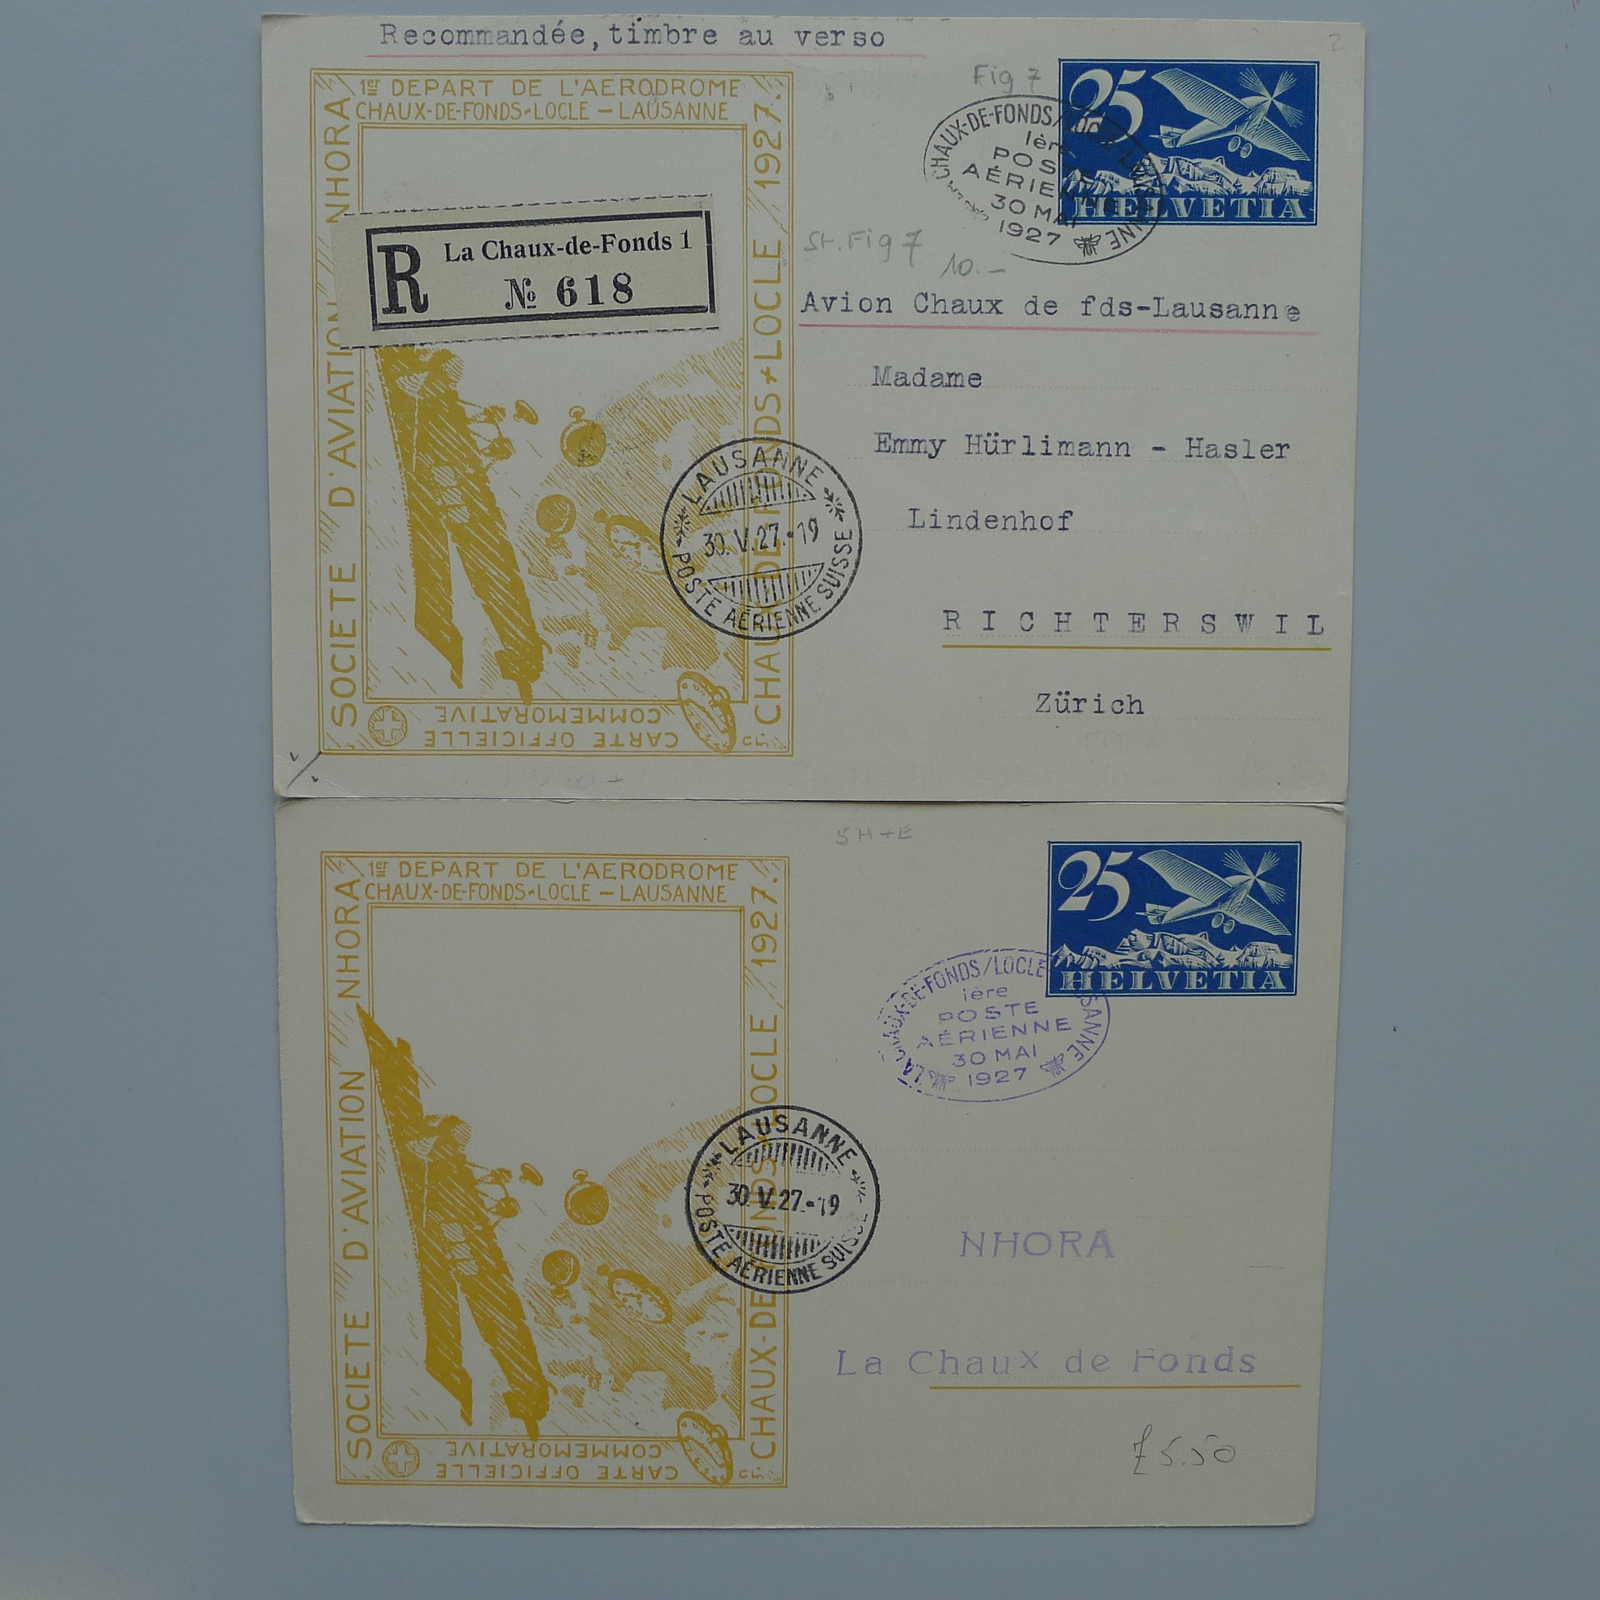 Recommandée, timbre au verso
2
1er DEPART DE L'AERODROME
CHAUX-DE-FONDS-LOCLE — LAUSANNE
SOCIETE D'AVIATION NHORA
CHAUX-DE-FONDS-LOCLE 1927.
CARTE OFFICIELLE
COMMEMORATIVE
R
La Chaux-de-Fonds 1
№ 618
Fig 7
25
HELVETIA
CHAUX-DE-FONDS/ LAUSANNE
1ère
POSTE
AÉRIENNE
30 MAI
1927
St. Fig 7
10.—
Avion Chaux de fds-Lausanne
Madame
Emmy Hürlimann - Hasler
Lindenhof
RICHTERSWIL
Zürich
LAUSANNE
30.V.27.-19
POSTE AÉRIENNE SUISSE
5H+E
1er DEPART DE L'AERODROME
CHAUX-DE-FONDS-LOCLE — LAUSANNE
SOCIETE D'AVIATION NHORA
CHAUX-DE-FONDS-LOCLE 1927.
CARTE OFFICIELLE
COMMEMORATIVE
25
HELVETIA
LA CHAUX-DE-FONDS/LOCLE LAUSANNE
1ère
POSTE
AÉRIENNE
30 MAI
1927
LAUSANNE
30.V.27.-19
POSTE AÉRIENNE SUISSE
NHORA
La Chaux de Fonds
£5.50